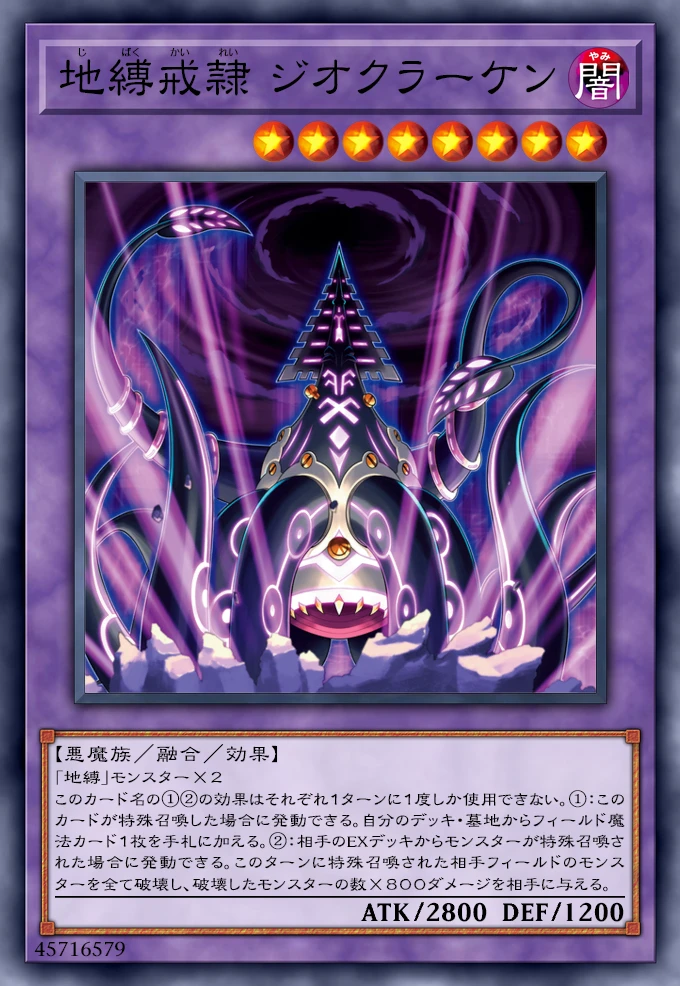 じ ばく かい れい
地縛戒隷 ジオクラーケン
やみ
闇
【悪魔族／融合／効果】
「地縛」モンスター×２
このカード名の①②の効果はそれぞれ１ターンに１度しか使用できない。①：この
カードが特殊召喚した場合に発動できる。自分のデッキ・墓地からフィールド魔
法カード１枚を手札に加える。②：相手のEXデッキからモンスターが特殊召喚さ
れた場合に発動できる。このターンに特殊召喚された相手フィールドのモンス
ターを全て破壊し、破壊したモンスターの数×８００ダメージを相手に与える。
ATK/2800 DEF/1200
45716579